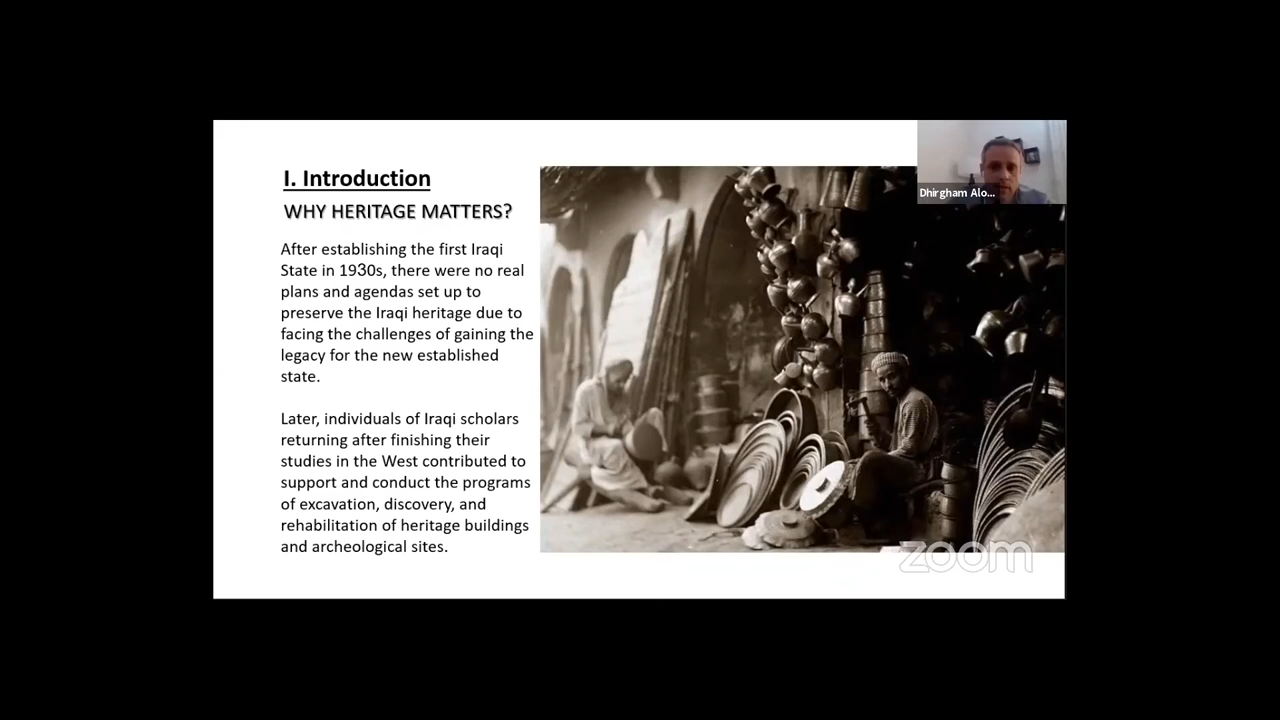 I. Introduction
WHY HERITAGE MATTERS?
After establishing the first Iraqi
State in 1930s, there were no real
plans and agendas set up to
preserve the Iraqi heritage due to
facing the challenges of gaining the
legacy for the new established
state.
Later, individuals of Iraqi scholars
returning after finishing their
studies in the West contributed to
support and conduct the programs
of excavation, discovery, and
rehabilitation of heritage buildings
and archeological sites.
Dhirgham Alo...
zoom